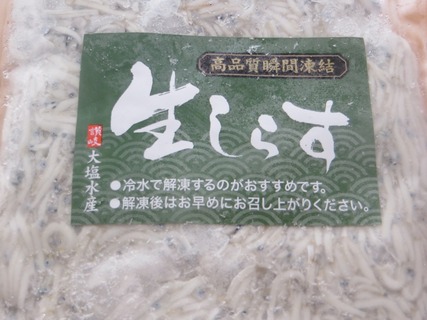 高品質瞬間凍結
生しらす
讃岐 大塩水産
●冷水で解凍するのがおすすめです。
●解凍後はお早めにお召し上がりください。